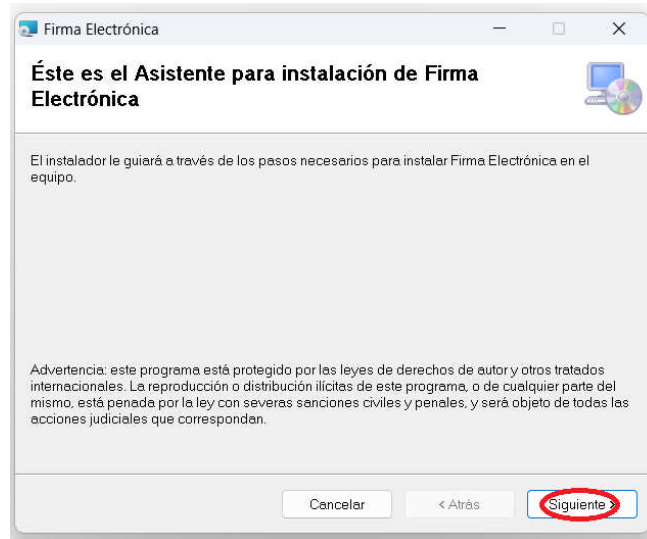 Firma Electrónica
Éste es el Asistente para instalación de Firma
Electrónica
El instalador le guiará a través de los pasos necesarios para instalar Firma Electrónica en el
equipo.
Advertencia: este programa está protegido por las leyes de derechos de autor y otros tratados
internacionales. La reproducción o distribución ilícitas de este programa, o de cualquier parte del
mismo, está penada por la ley con severas sanciones civiles y penales, y será objeto de todas las
acciones judiciales que correspondan.
Cancelar < Atrás Siguiente >